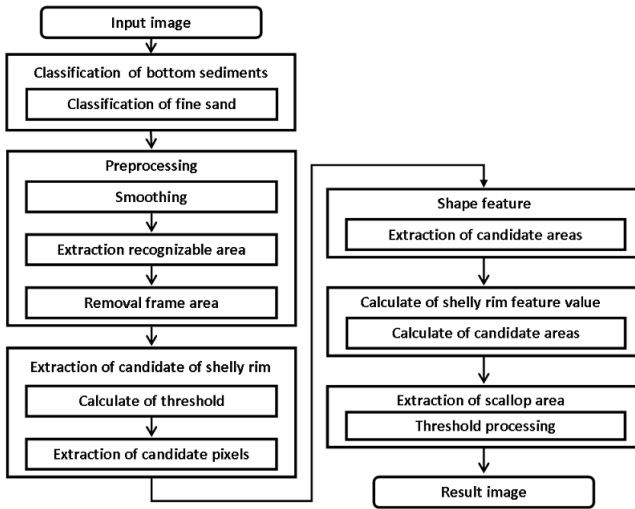 Input image
Classification of bottom sediments
Classification of fine sand
Preprocessing
Smoothing
Extraction recognizable area
Removal frame area
Extraction of candidate of shelly rim
Calculate of threshold
Extraction of candidate pixels
Shape feature
Extraction of candidate areas
Calculate of shelly rim feature value
Calculate of candidate areas
Extraction of scallop area
Threshold processing
Result image